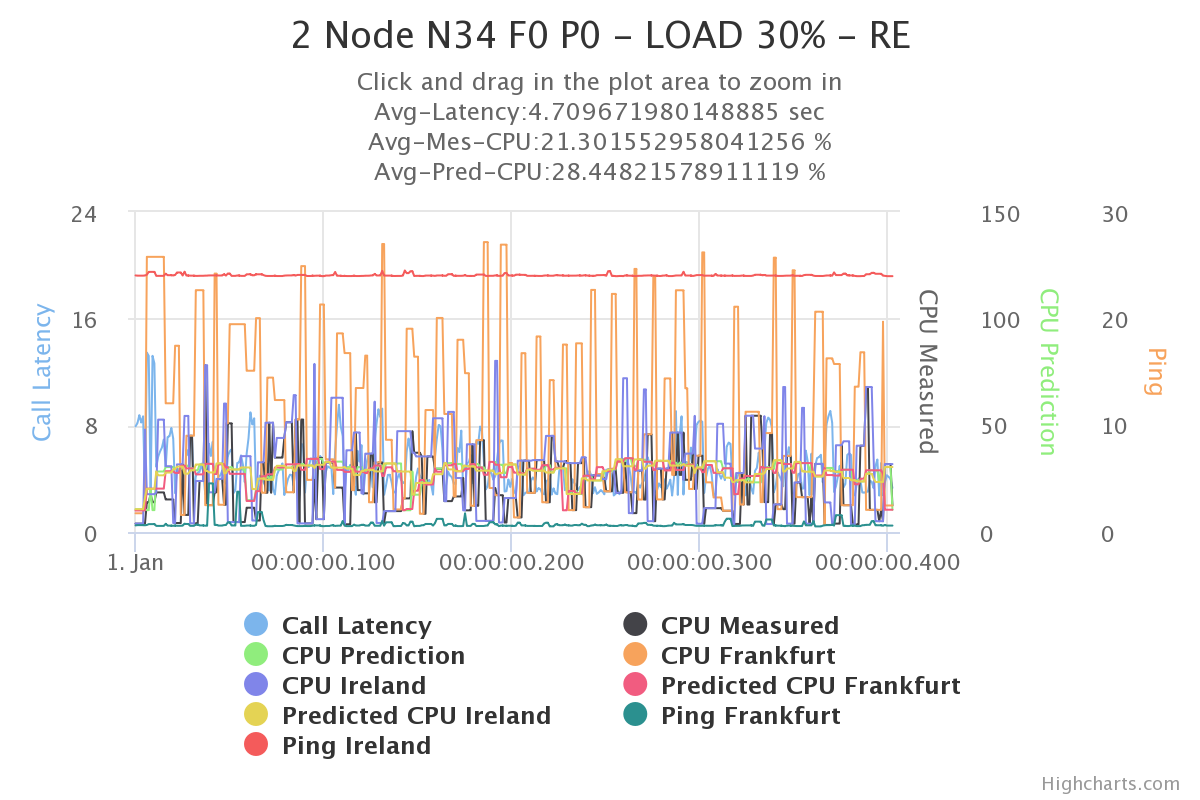 2 Node N34 F0 P0 - LOAD 30% - RE
Click and drag in the plot area to zoom in
Avg-Latency:4.709671980148885 sec
Avg-Mes-CPU:21.301552958041256 %
Avg-Pred-CPU:28.44821578911119 %
Call Latency
24
16
8
0
CPU Measured
150
100
50
0
CPU Prediction
30
20
10
0
Ping
1. Jan
00:00:00.100
00:00:00.200
00:00:00.300
00:00:00.400
Call Latency
CPU Measured
CPU Prediction
CPU Frankfurt
CPU Ireland
Predicted CPU Frankfurt
Predicted CPU Ireland
Ping Frankfurt
Ping Ireland
Highcharts.com